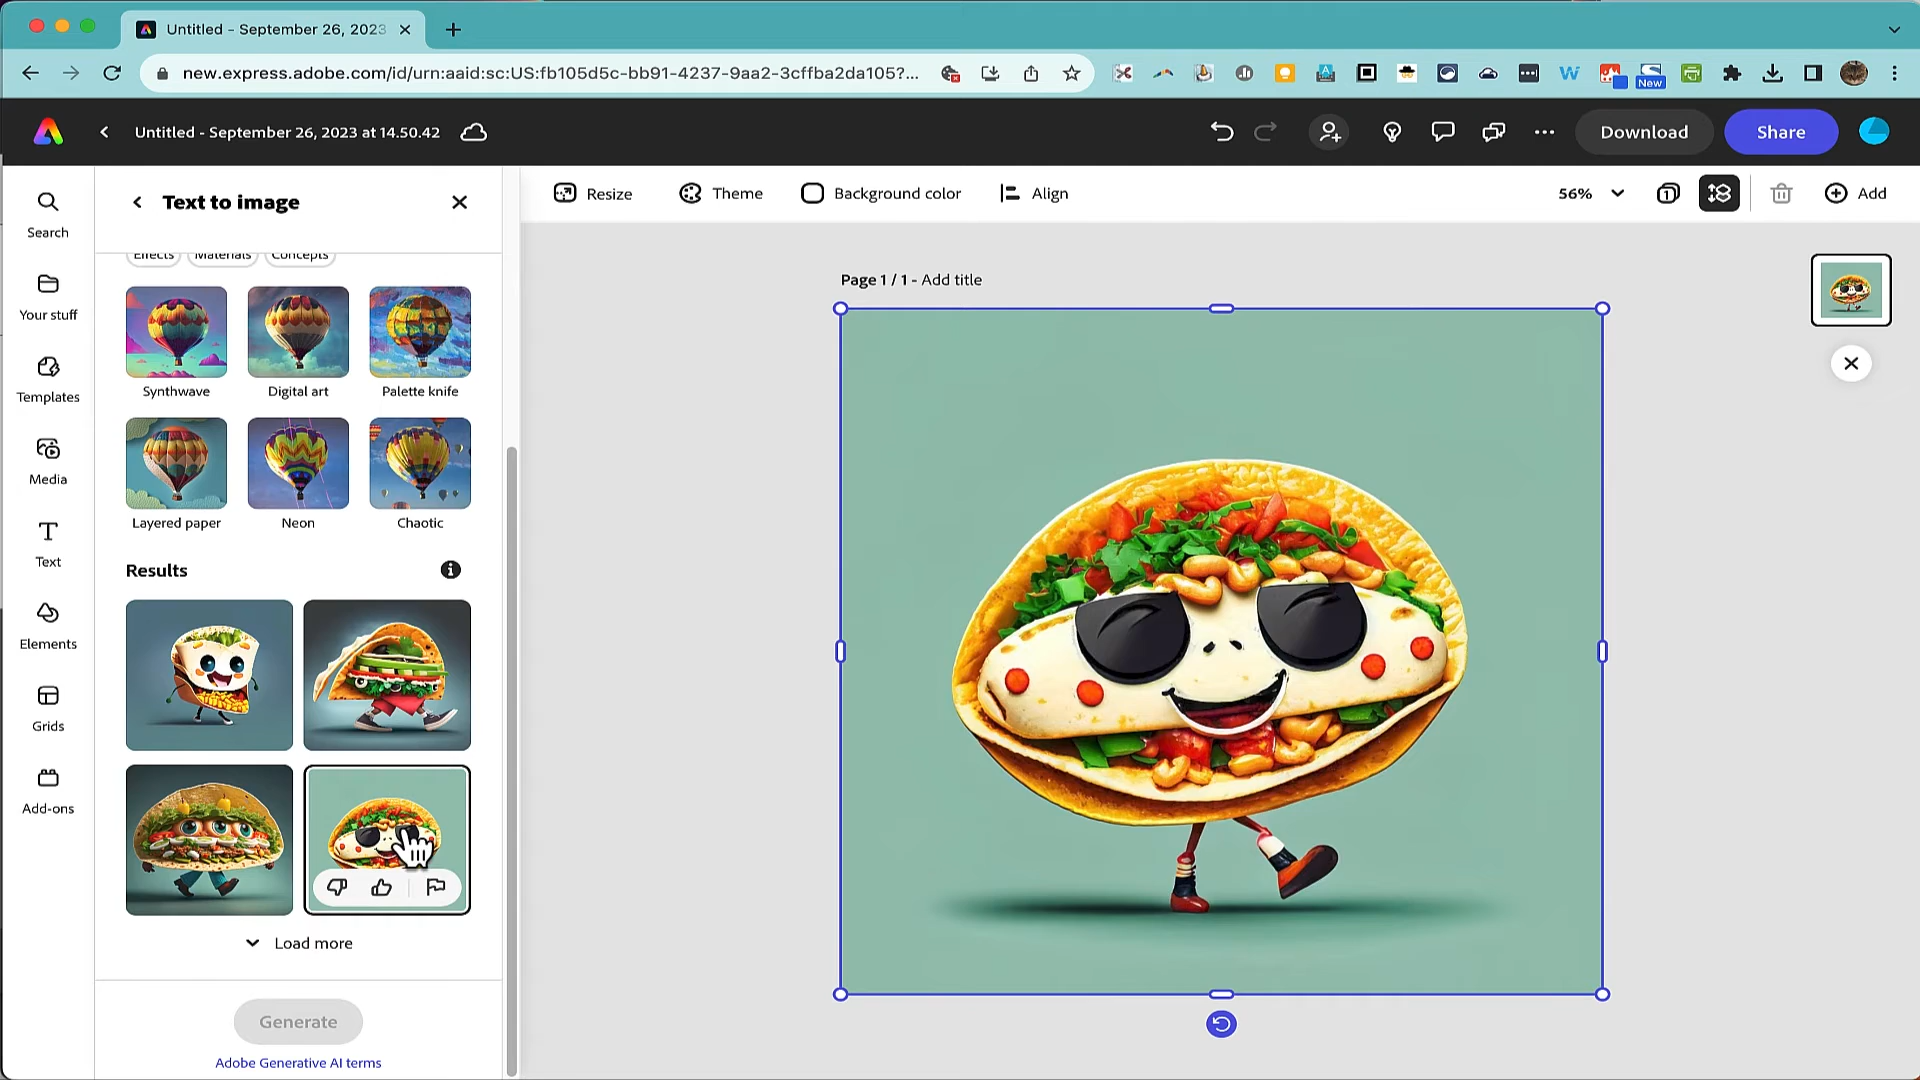 Untitled - September 26, 2023
new.express.adobe.com/id/urn:aaid:sc:US:fb105d5c-bb91-4237-9aa2-3cffba2da105?...
New
Untitled - September 26, 2023 at 14.50.42
Download
Share
Search
Your stuff
Templates
Media
Text
Elements
Grids
Add-ons
Text to image
Effects
Materials
Concepts
Synthwave
Digital art
Palette knife
Layered paper
Neon
Chaotic
Results
Load more
Generate
Adobe Generative AI terms
Resize
Theme
Background color
Align
56%
1
Add
Page 1 / 1 - Add title